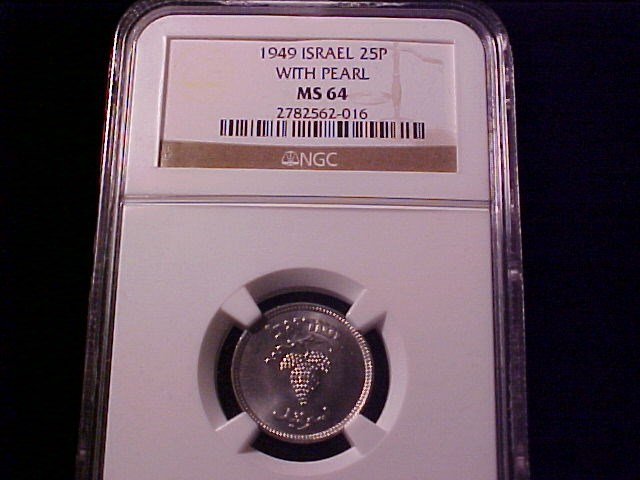 1949 ISRAEL 25P
WITH PEARL
MS 64
2782562-016
NGC